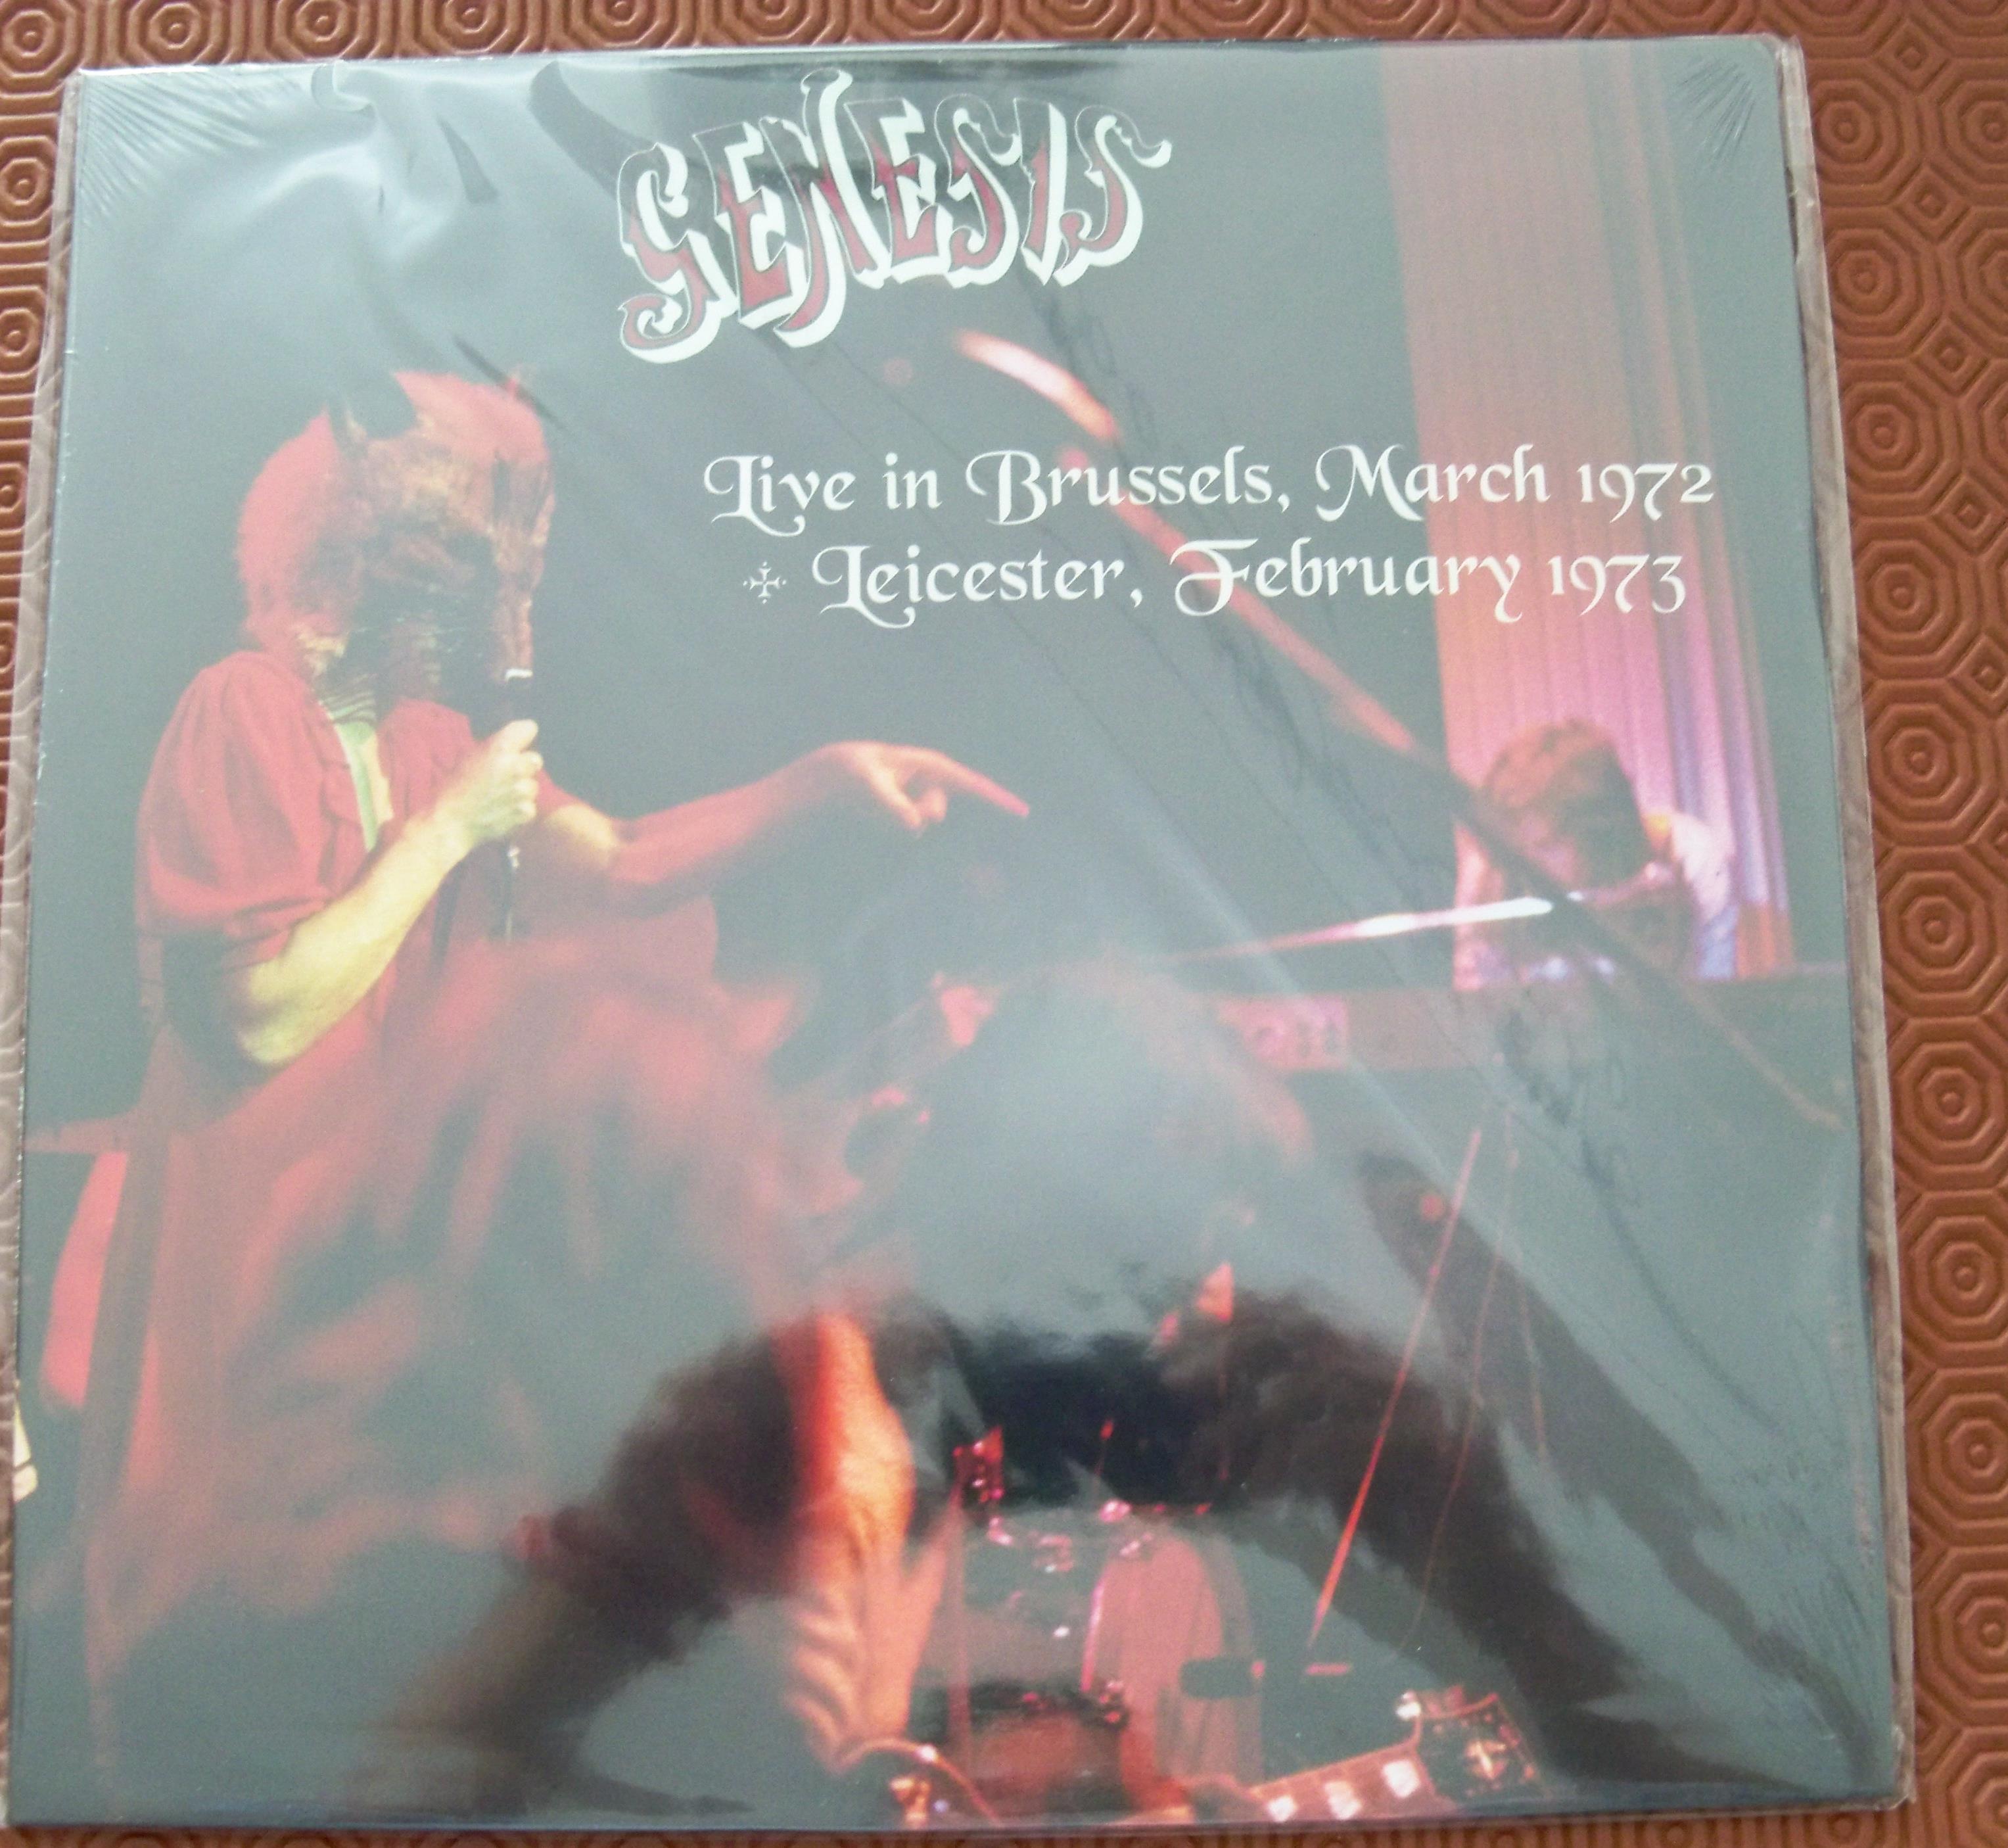 GENESIS
Live in Brussels, March 1972
+ Leicester, February 1973